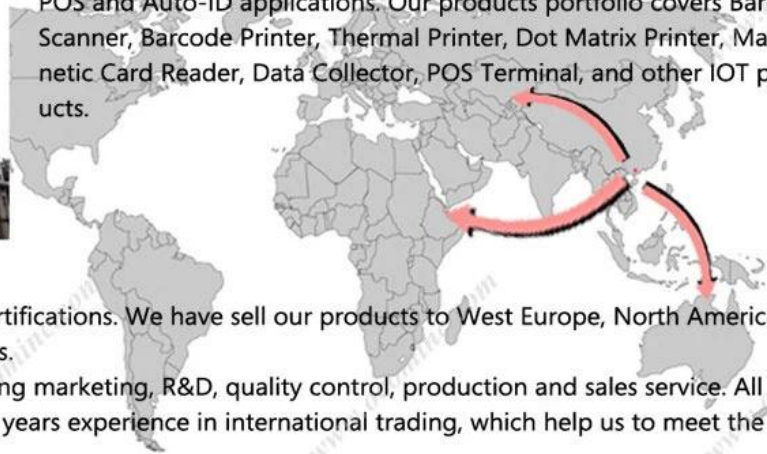 POS and Auto-ID applications. Our products portfolio covers Bar
Scanner, Barcode Printer, Thermal Printer, Dot Matrix Printer, Ma
netic Card Reader, Data Collector, POS Terminal, and other IOT p
ucts.
rtifications. We have sell our products to West Europe, North Americ
s.
ng marketing, R&D, quality control, production and sales service. All
years experience in international trading, which help us to meet the